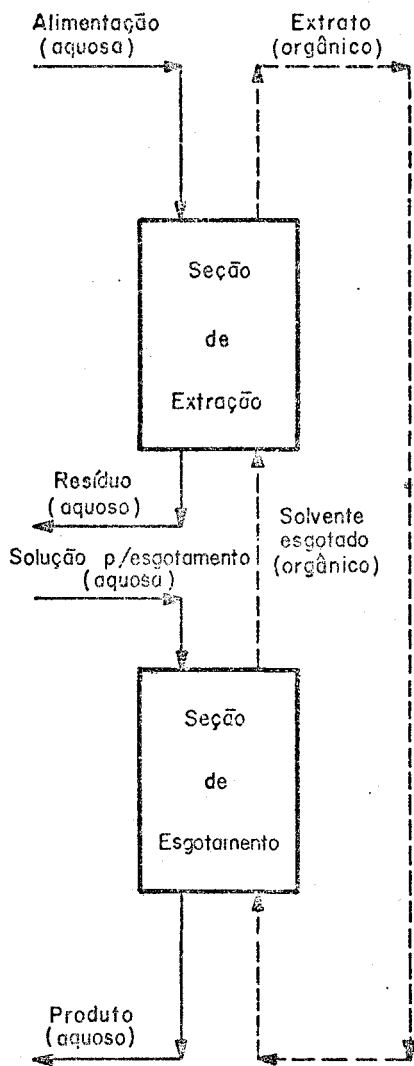 Alimentação
(aquosa)
Extrato
(orgânico)
Seção
de
Extração
Resíduo
(aquoso)
Solvente
esgotado
(orgânico)
Solução p/esgotamento
(aquosa)
Seção
de
Esgotamento
Produto
(aquoso)